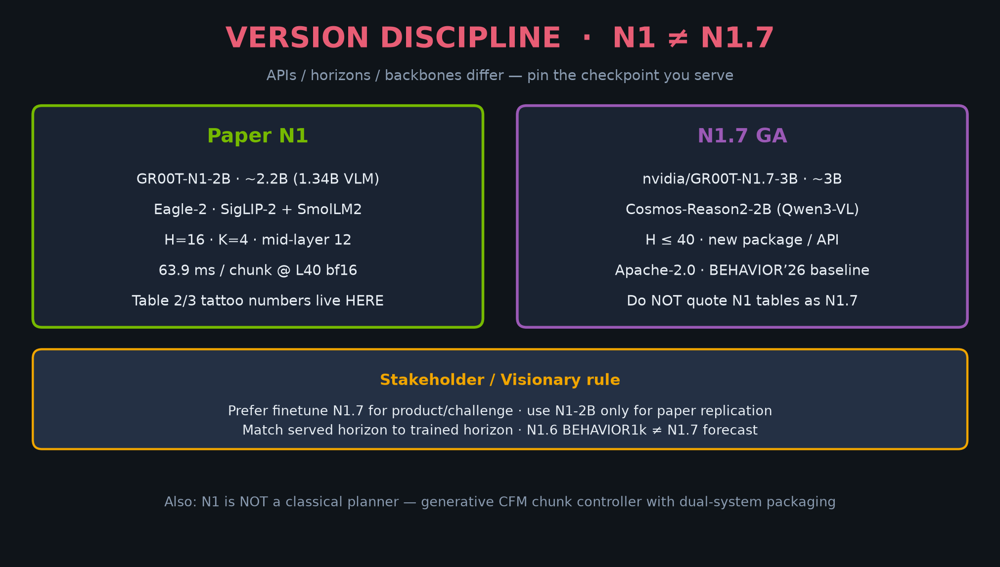 VERSION DISCIPLINE · N1 ≠ N1.7
APIs / horizons / backbones differ — pin the checkpoint you serve
Paper N1
GR00T-N1-2B · ~2.2B (1.34B VLM)
Eagle-2 · SigLIP-2 + SmolLM2
H=16 · K=4 · mid-layer 12
63.9 ms / chunk @ L40 bf16
Table 2/3 tattoo numbers live HERE
N1.7 GA
nvidia/GR00T-N1.7-3B · ~3B
Cosmos-Reason2-2B (Qwen3-VL)
H ≤ 40 · new package / API
Apache-2.0 · BEHAVIOR’26 baseline
Do NOT quote N1 tables as N1.7
Stakeholder / Visionary rule
Prefer finetune N1.7 for product/challenge · use N1-2B only for paper replication
Match served horizon to trained horizon · N1.6 BEHAVIOR1k ≠ N1.7 forecast
Also: N1 is NOT a classical planner — generative CFM chunk controller with dual-system packaging